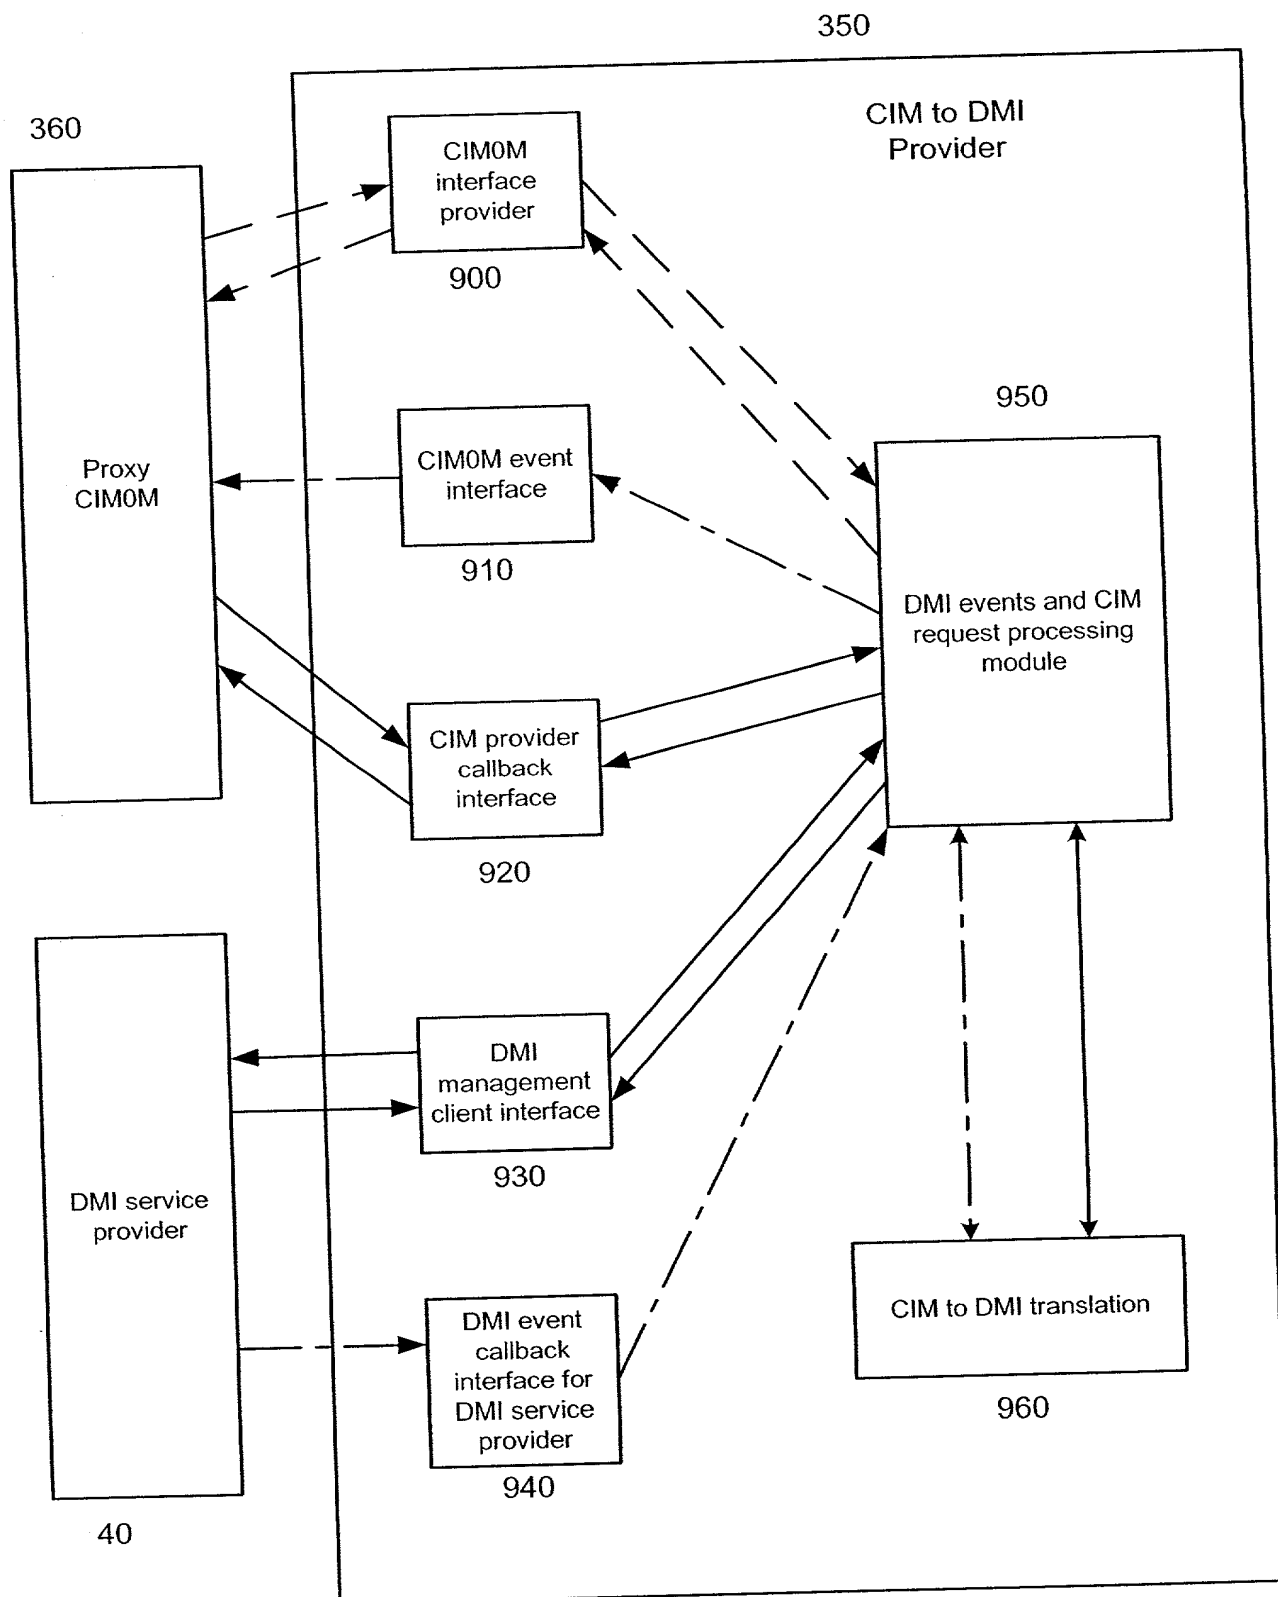 350
CIM to DMI
Provider
360
CIM0M
interface
provider
900
Proxy
CIM0M
CIM0M event
interface
910
950
DMI events and CIM
request processing
module
CIM provider
callback
interface
920
DMI
management
client interface
930
DMI service
provider
40
DMI event
callback
interface for
DMI service
provider
940
CIM to DMI translation
960